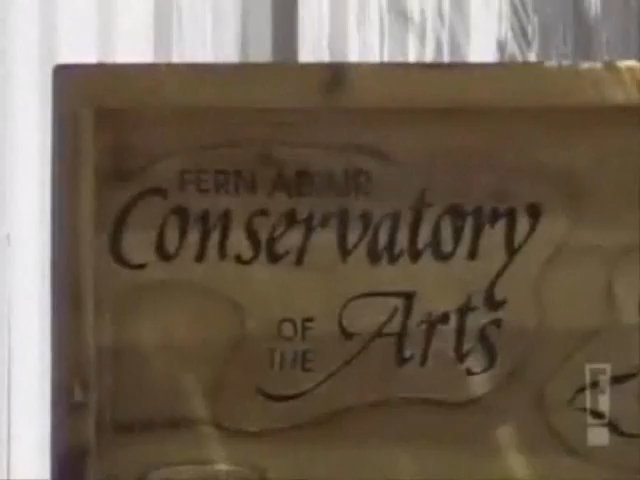 FERN ADAIR
Conservatory
OF
THE
Arts
E!